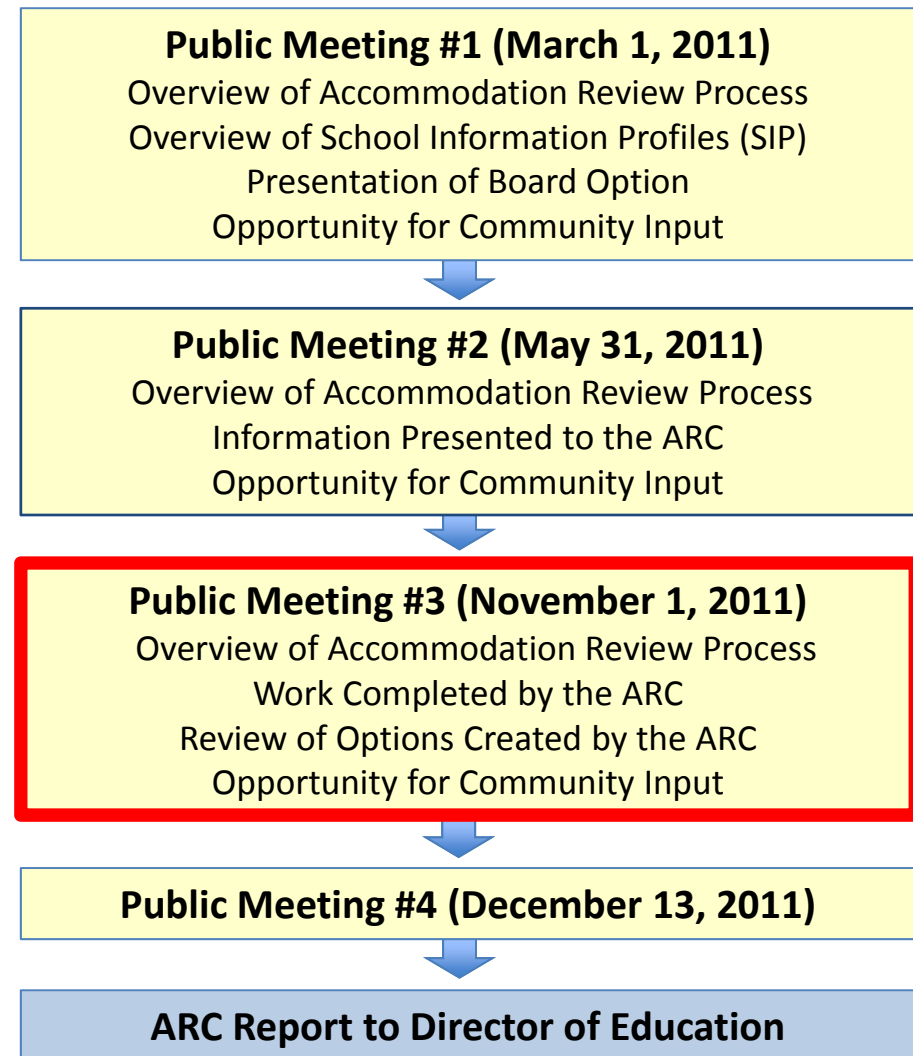 Public Meeting #1 (March 1, 2011)
Overview of Accommodation Review Process
Overview of School Information Profiles (SIP)
Presentation of Board Option
Opportunity for Community Input
Public Meeting #2 (May 31, 2011)
Overview of Accommodation Review Process
Information Presented to the ARC
Opportunity for Community Input
Public Meeting #3 (November 1, 2011)
Overview of Accommodation Review Process
Work Completed by the ARC
Review of Options Created by the ARC
Opportunity for Community Input
Public Meeting #4 (December 13, 2011)
ARC Report to Director of Education